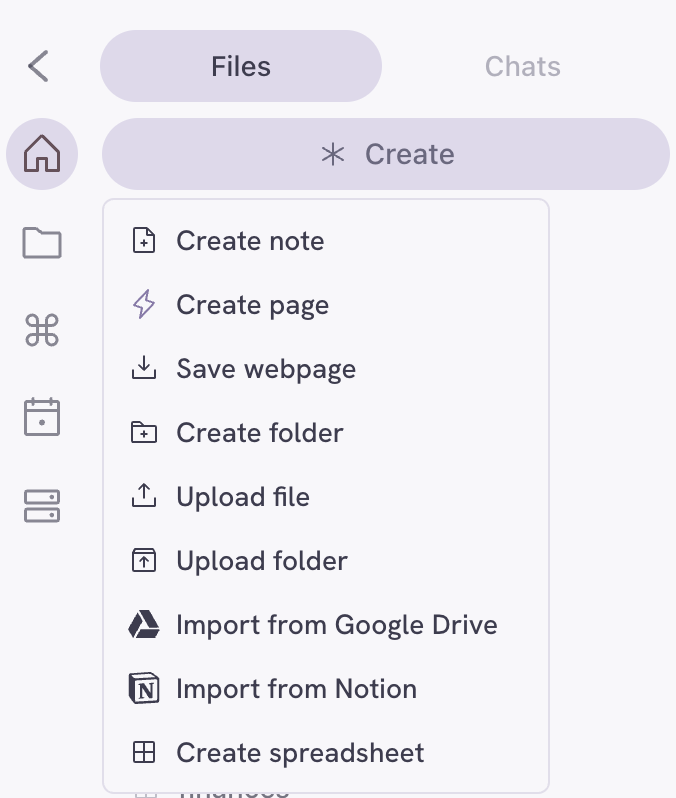 Files
Chats
Create
Create note
Create page
Save webpage
Create folder
Upload file
Upload folder
Import from Google Drive
Import from Notion
Create spreadsheet
finances